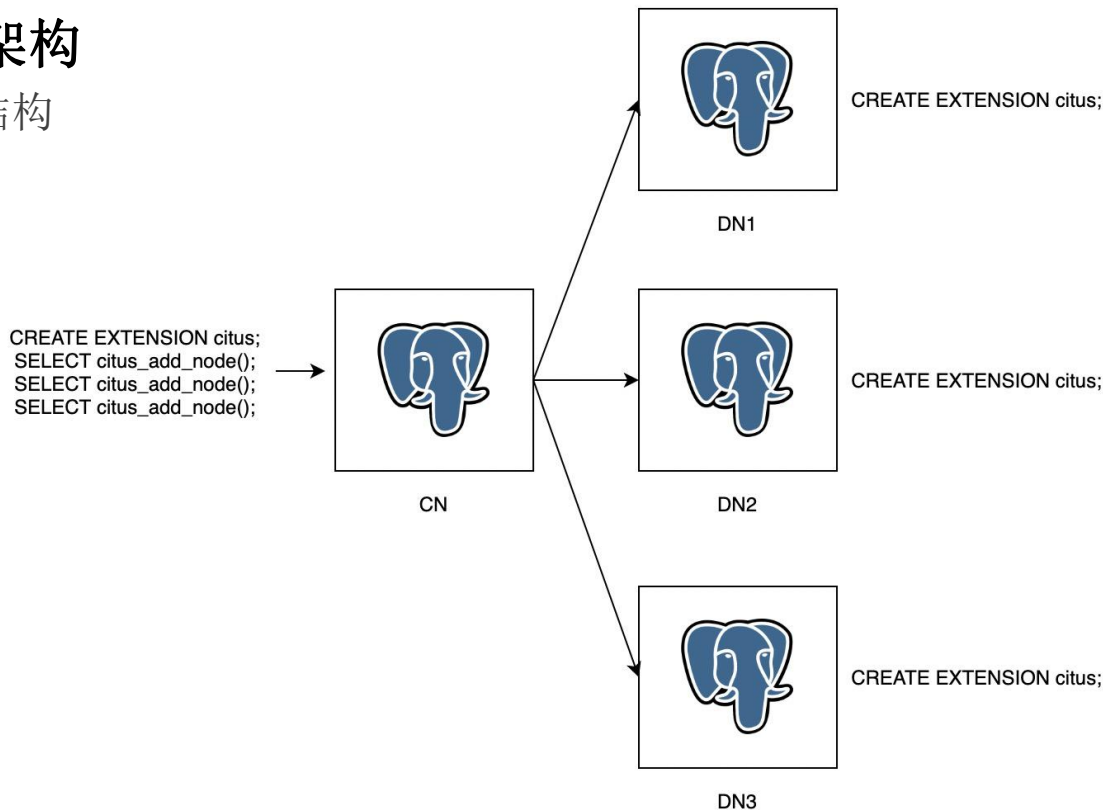 架构
结构
CREATE EXTENSION citus;
SELECT citus_add_node();
SELECT citus_add_node();
SELECT citus_add_node();
CN
CREATE EXTENSION citus;
DN1
CREATE EXTENSION citus;
DN2
CREATE EXTENSION citus;
DN3